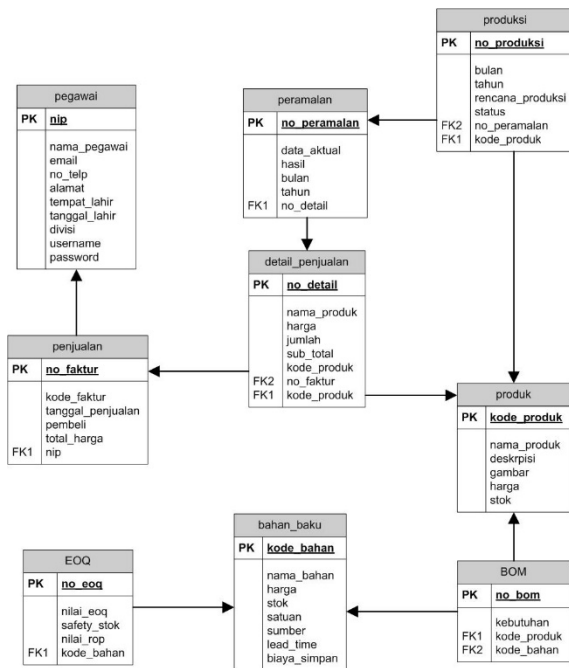 produksi
PK no_produksi
bulan
tahun
rencana_produksi
status
FK2 no_peramalan
FK1 kode_produk
pegawai
PK nip
nama_pegawai
email
no_telp
alamat
tempat_lahir
tanggal_lahir
divisi
username
password
peramalan
PK no_peramalan
data_aktual
hasil
bulan
tahun
FK1 no_detail
detail_penjualan
PK no_detail
nama_produk
harga
jumlah
sub_total
kode_produk
FK2 no_faktur
FK1 kode_produk
penjualan
PK no_faktur
kode_faktur
tanggal_penjualan
pembeli
total_harga
FK1 nip
produk
PK kode_produk
nama_produk
deskrpisi
gambar
harga
stok
bahan_baku
PK kode_bahan
nama_bahan
harga
stok
satuan
sumber
lead_time
biaya_simpan
EOQ
PK no_eoq
nilai_eoq
safety_stok
nilai_rop
FK1 kode_bahan
BOM
PK no_bom
kebutuhan
FK1 kode_produk
FK2 kode_bahan